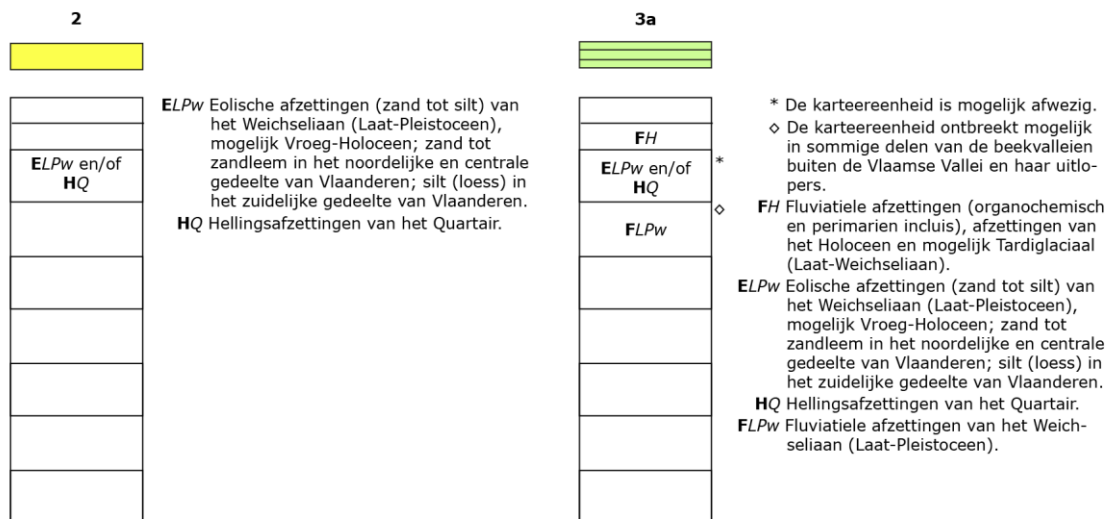 2
ELPw en/of
HQ
ELPw Eolische afzettingen (zand tot silt) van
het Weichseliaan (Laat-Pleistoceen),
mogelijk Vroeg-Holoceen; zand tot
zandleem in het noordelijke en centrale
gedeelte van Vlaanderen; silt (loess) in
het zuidelijke gedeelte van Vlaanderen.
HQ Hellingsafzettingen van het Quartair.
3a
FH
ELPw en/of
HQ
*
◇
FLPw
* De karteereenheid is mogelijk afwezig.
◇ De karteereenheid ontbreekt mogelijk
in sommige delen van de beekvalleien
buiten de Vlaamse Vallei en haar uitlo-
pers.
FH Fluviatiele afzettingen (organochemisch
en perimarien incluis), afzettingen van
het Holoceen en mogelijk Tardiglaciaal
(Laat-Weichseliaan).
ELPw Eolische afzettingen (zand tot silt) van
het Weichseliaan (Laat-Pleistoceen),
mogelijk Vroeg-Holoceen; zand tot
zandleem in het noordelijke en centrale
gedeelte van Vlaanderen; silt (loess) in
het zuidelijke gedeelte van Vlaanderen.
HQ Hellingsafzettingen van het Quartair.
FLPw Fluviatiele afzettingen van het Weich-
seliaan (Laat-Pleistoceen).